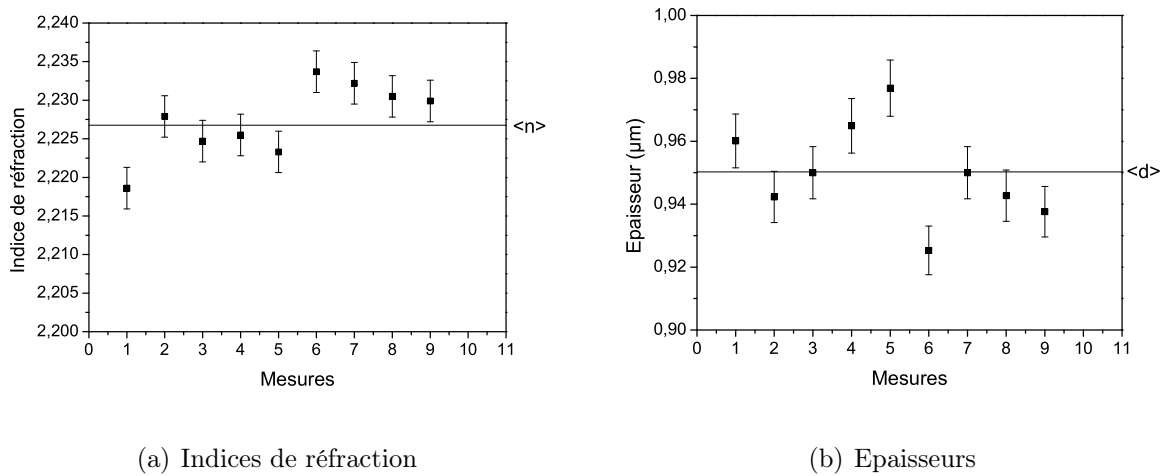 2,240
2,235
2,230
2,225
2,220
2,215
2,210
2,205
2,200
Indice de réfraction
<n>
0 1 2 3 4 5 6 7 8 9 10 11
Mesures
(a) Indices de réfraction
1,00
0,98
0,96
0,94
0,92
0,90
Epaisseur (µm)
<d>
0 1 2 3 4 5 6 7 8 9 10 11
Mesures
(b) Epaisseurs